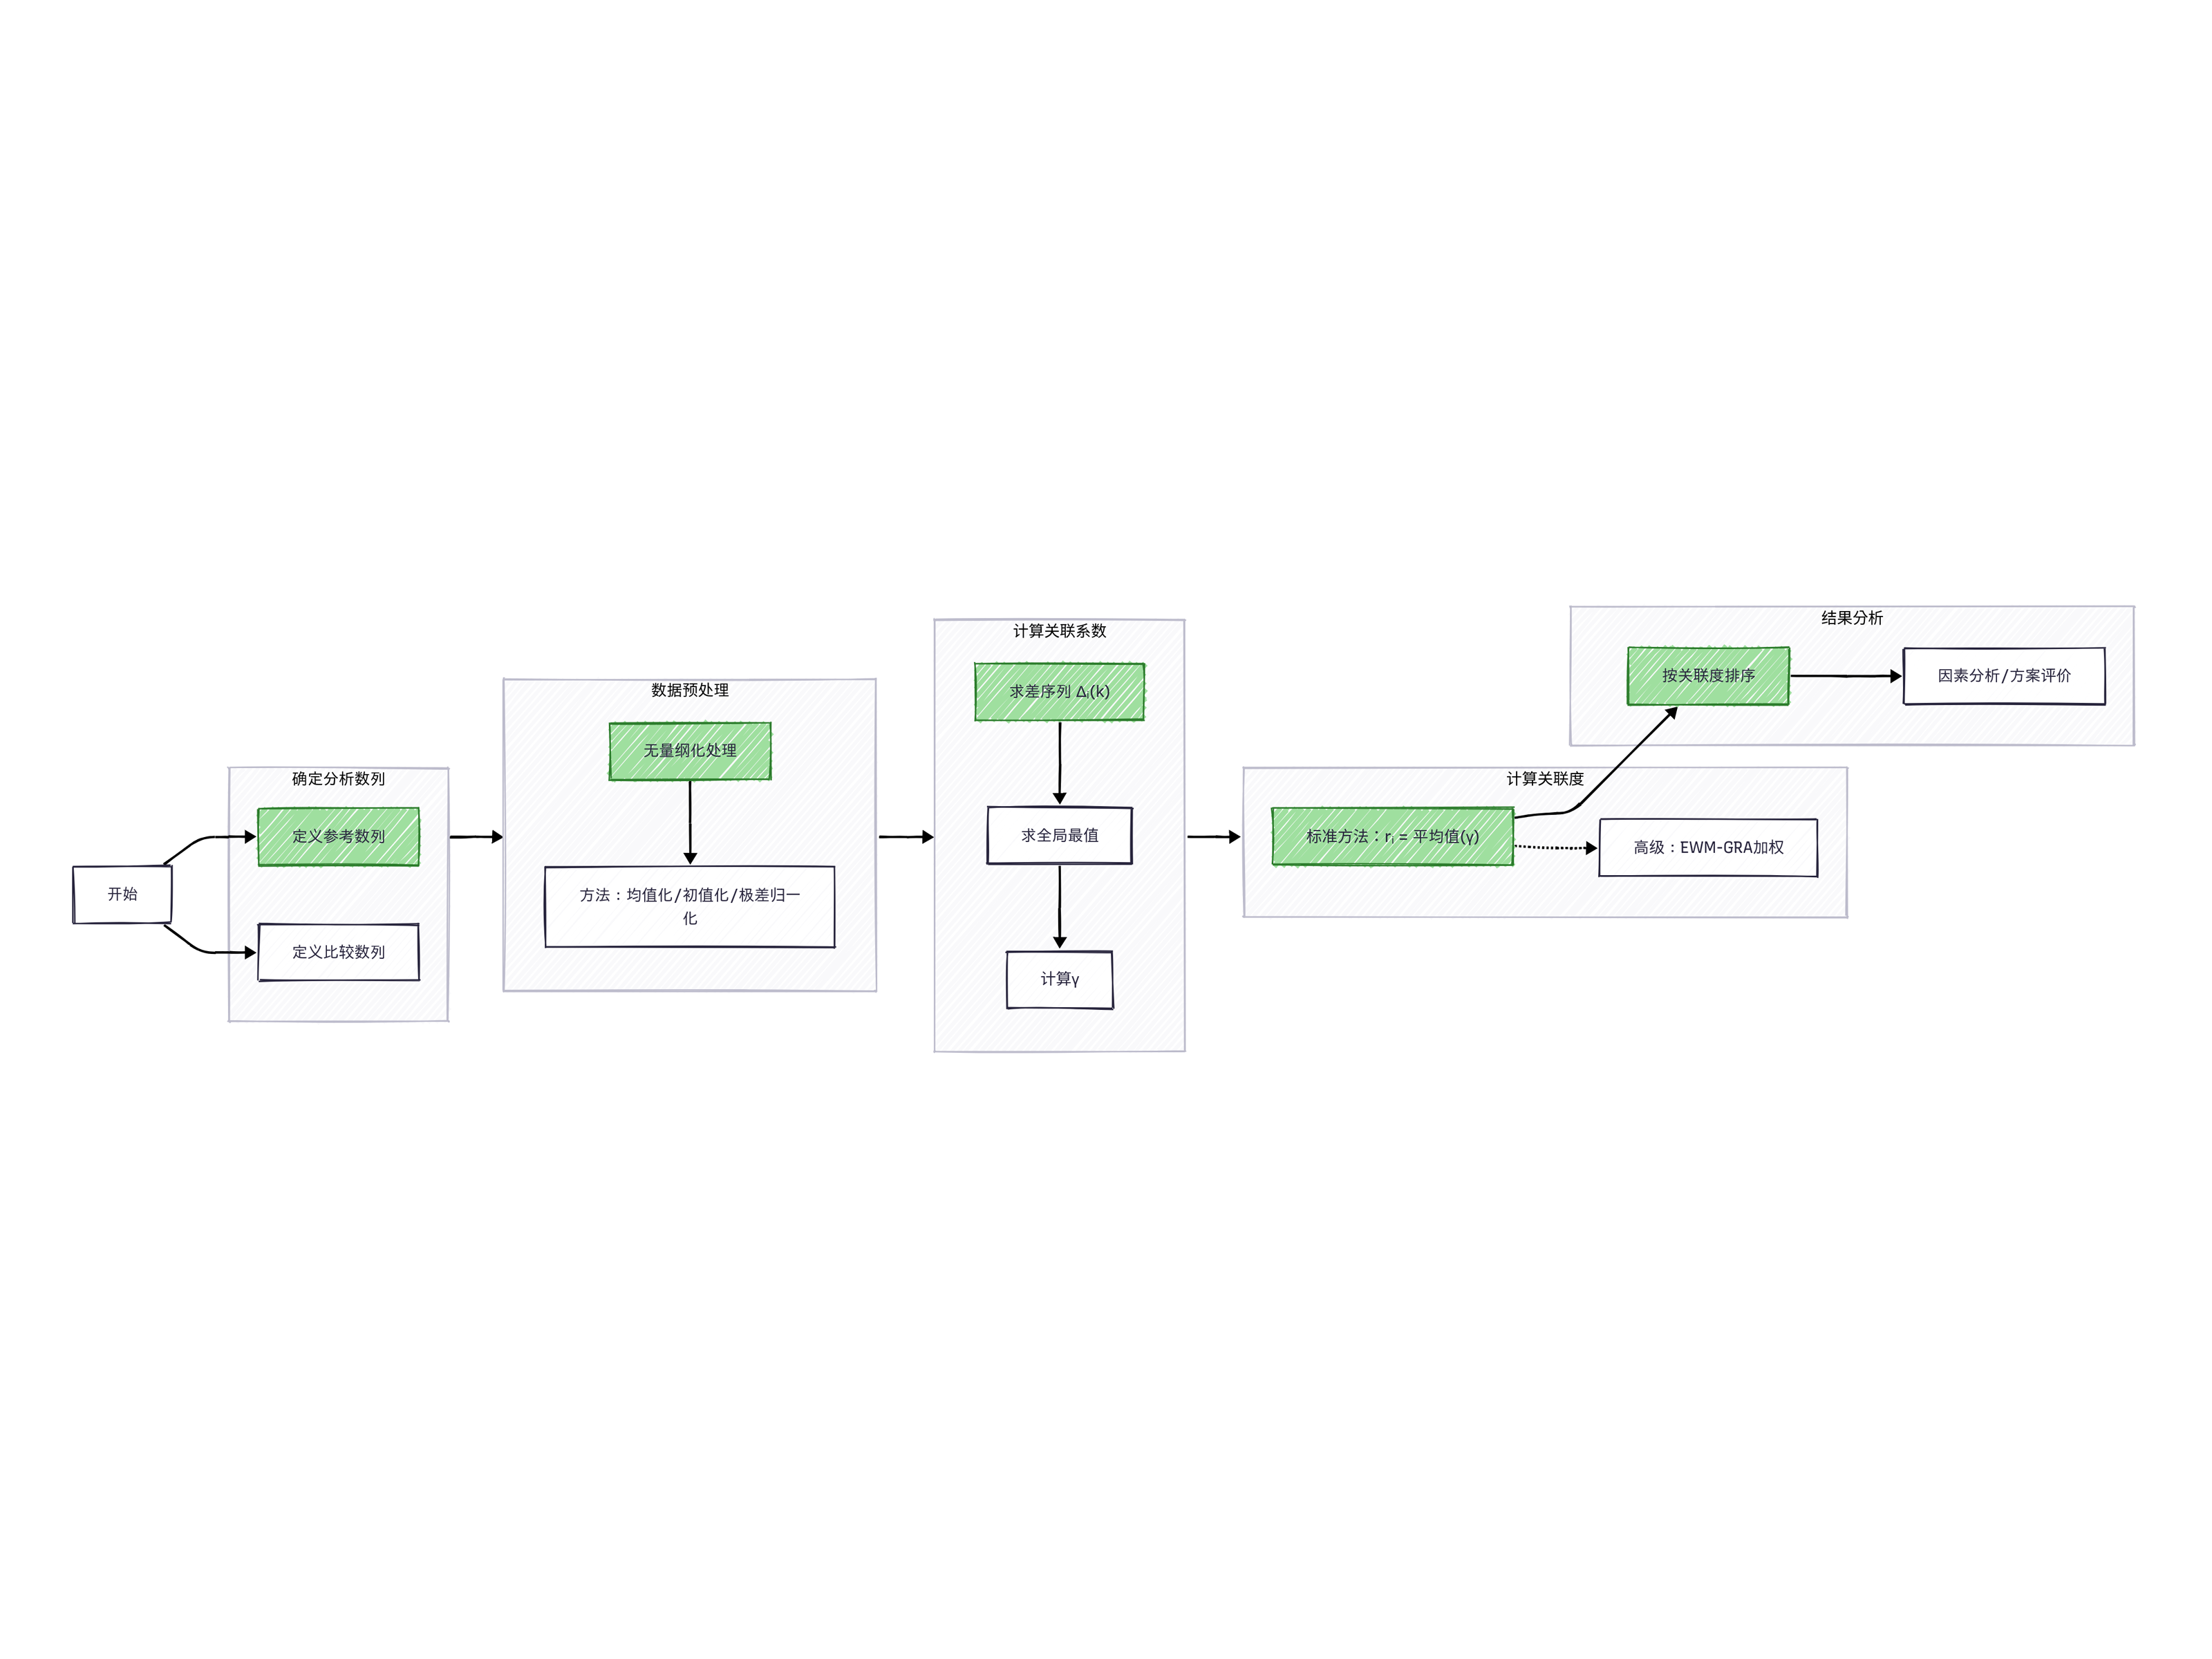 开始
确定分析数列
定义参考数列
定义比较数列
数据预处理
无量纲化处理
方法：均值化/初值化/极差归一
化
计算关联系数
求差序列 Δᵢ(k)
求全局最值
计算γ
计算关联度
标准方法：rᵢ = 平均值(γ)
高级：EWM-GRA加权
结果分析
按关联度排序
因素分析/方案评价